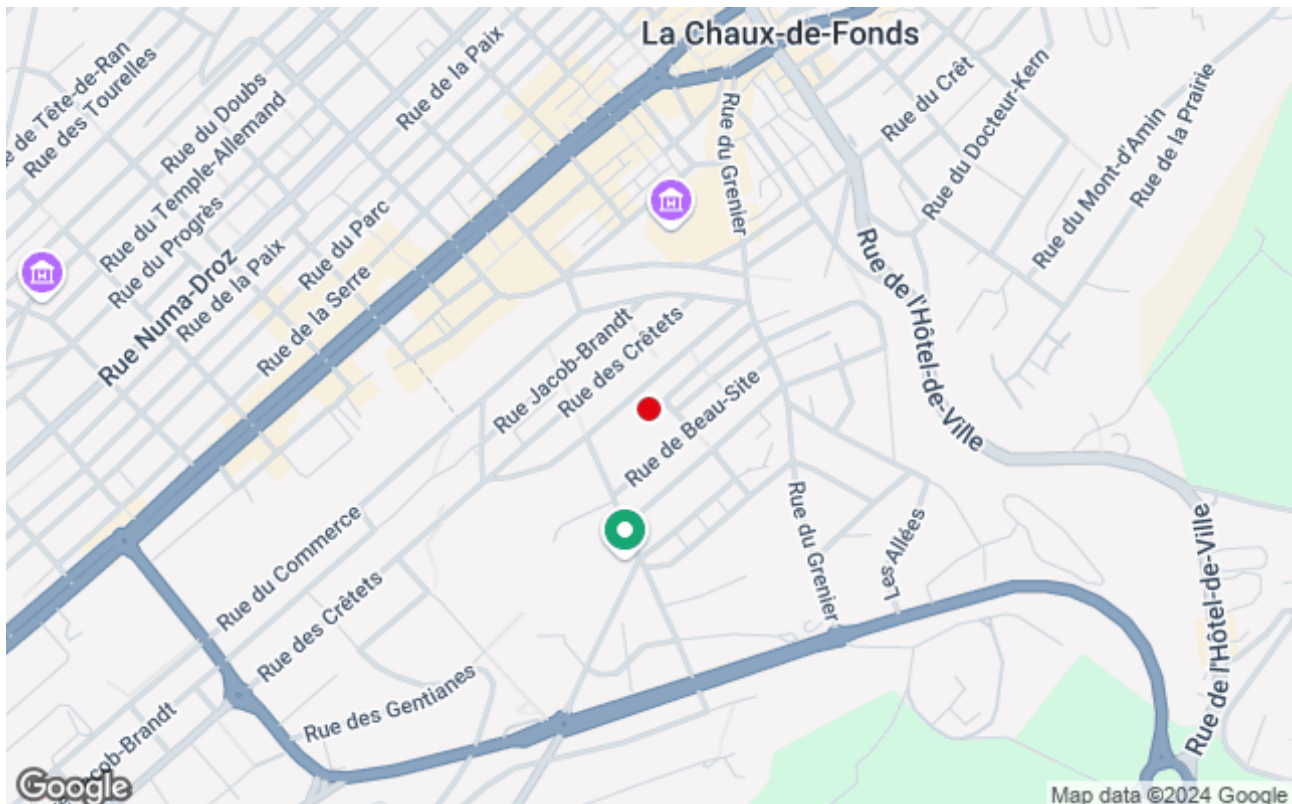 La Chaux-de-Fonds
de Tête-de-Ran
Rue des Tourelles
Rue du Doubs
Rue de la Paix
Rue du Temple-Allemand
Rue du Progrès
Rue Numa-Droz
Rue de la Paix
Rue du Parc
Rue de la Serre
Rue du Grenier
Rue du Crêt
Rue du Docteur-Kern
Rue du Mont-d'Amin
Rue de la Prairie
Rue de l'Hôtel-de-Ville
Rue Jacob-Brandt
Rue des Crêtets
Rue de Beau-Site
Rue du Grenier
Les Allées
Rue de l'Hôtel-de-Ville
Rue du Commerce
Rue des Crêtets
Rue des Gentianes
Jacob-Brandt
Google
Map data ©2024 Google